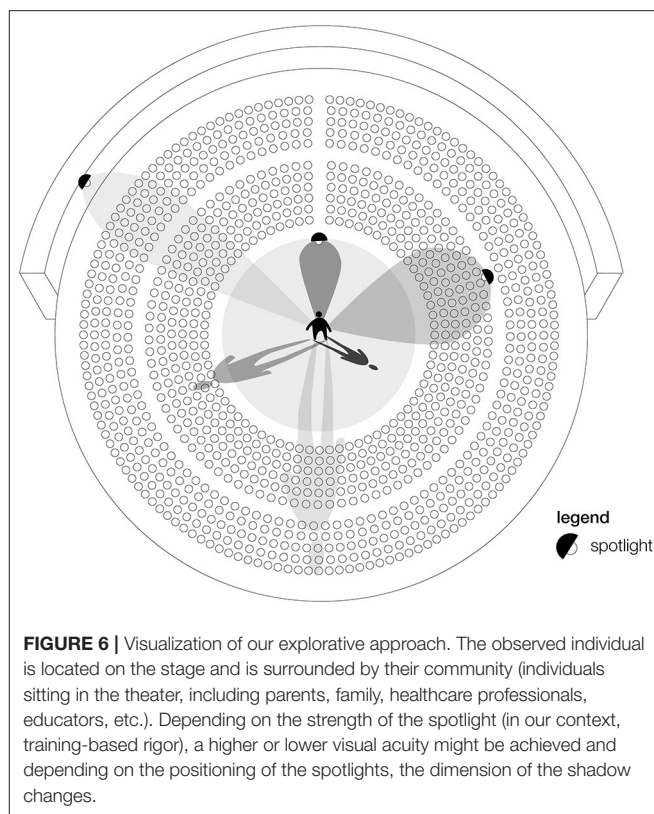 legend
spotlight
FIGURE 6 | Visualization of our explorative approach. The observed individual
is located on the stage and is surrounded by their community (individuals
sitting in the theater, including parents, family, healthcare professionals,
educators, etc.). Depending on the strength of the spotlight (in our context,
training-based rigor), a higher or lower visual acuity might be achieved and
depending on the positioning of the spotlights, the dimension of the shadow
changes.